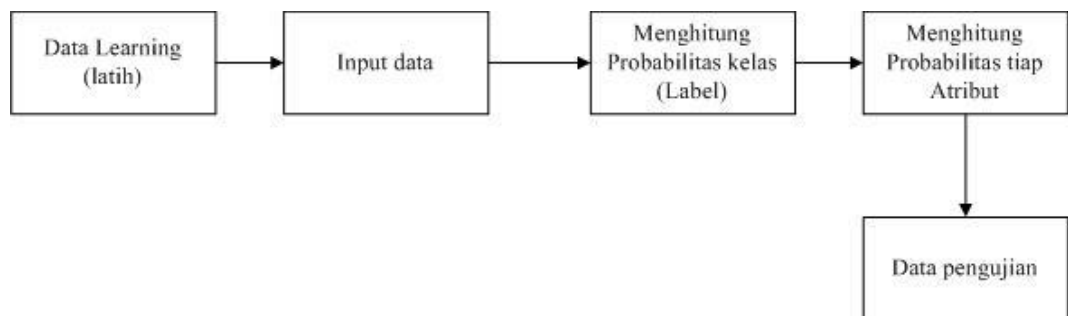 Data Learning
(latih)
Input data
Menghitung
Probabilitas kelas
(Label)
Menghitung
Probabilitas tiap
Atribut
Data pengujian